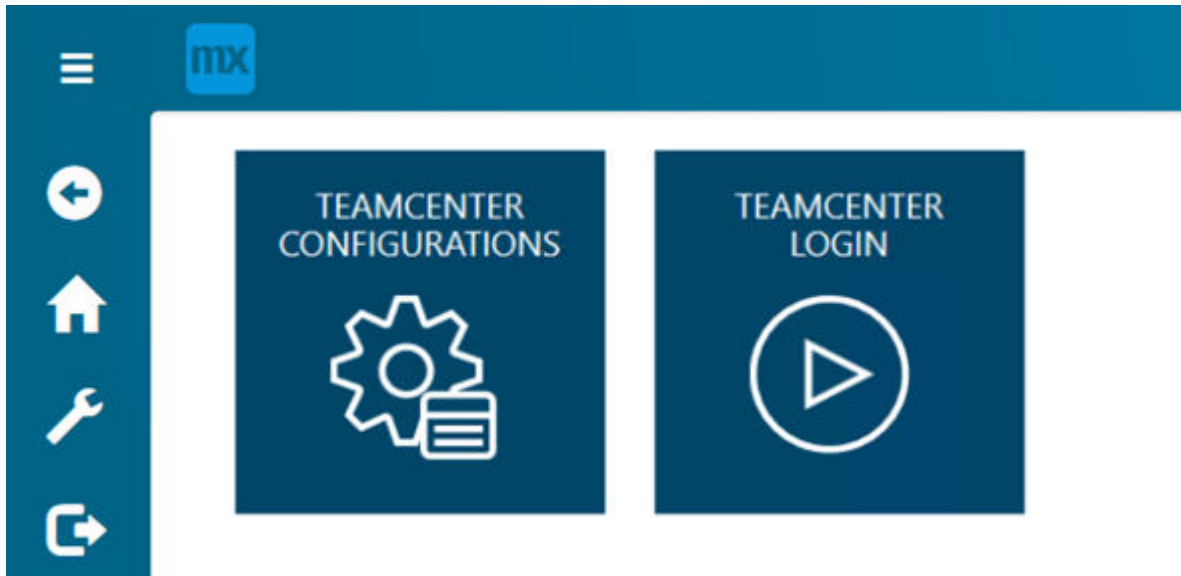 mx
TEAMCENTER
CONFIGURATIONS
TEAMCENTER
LOGIN